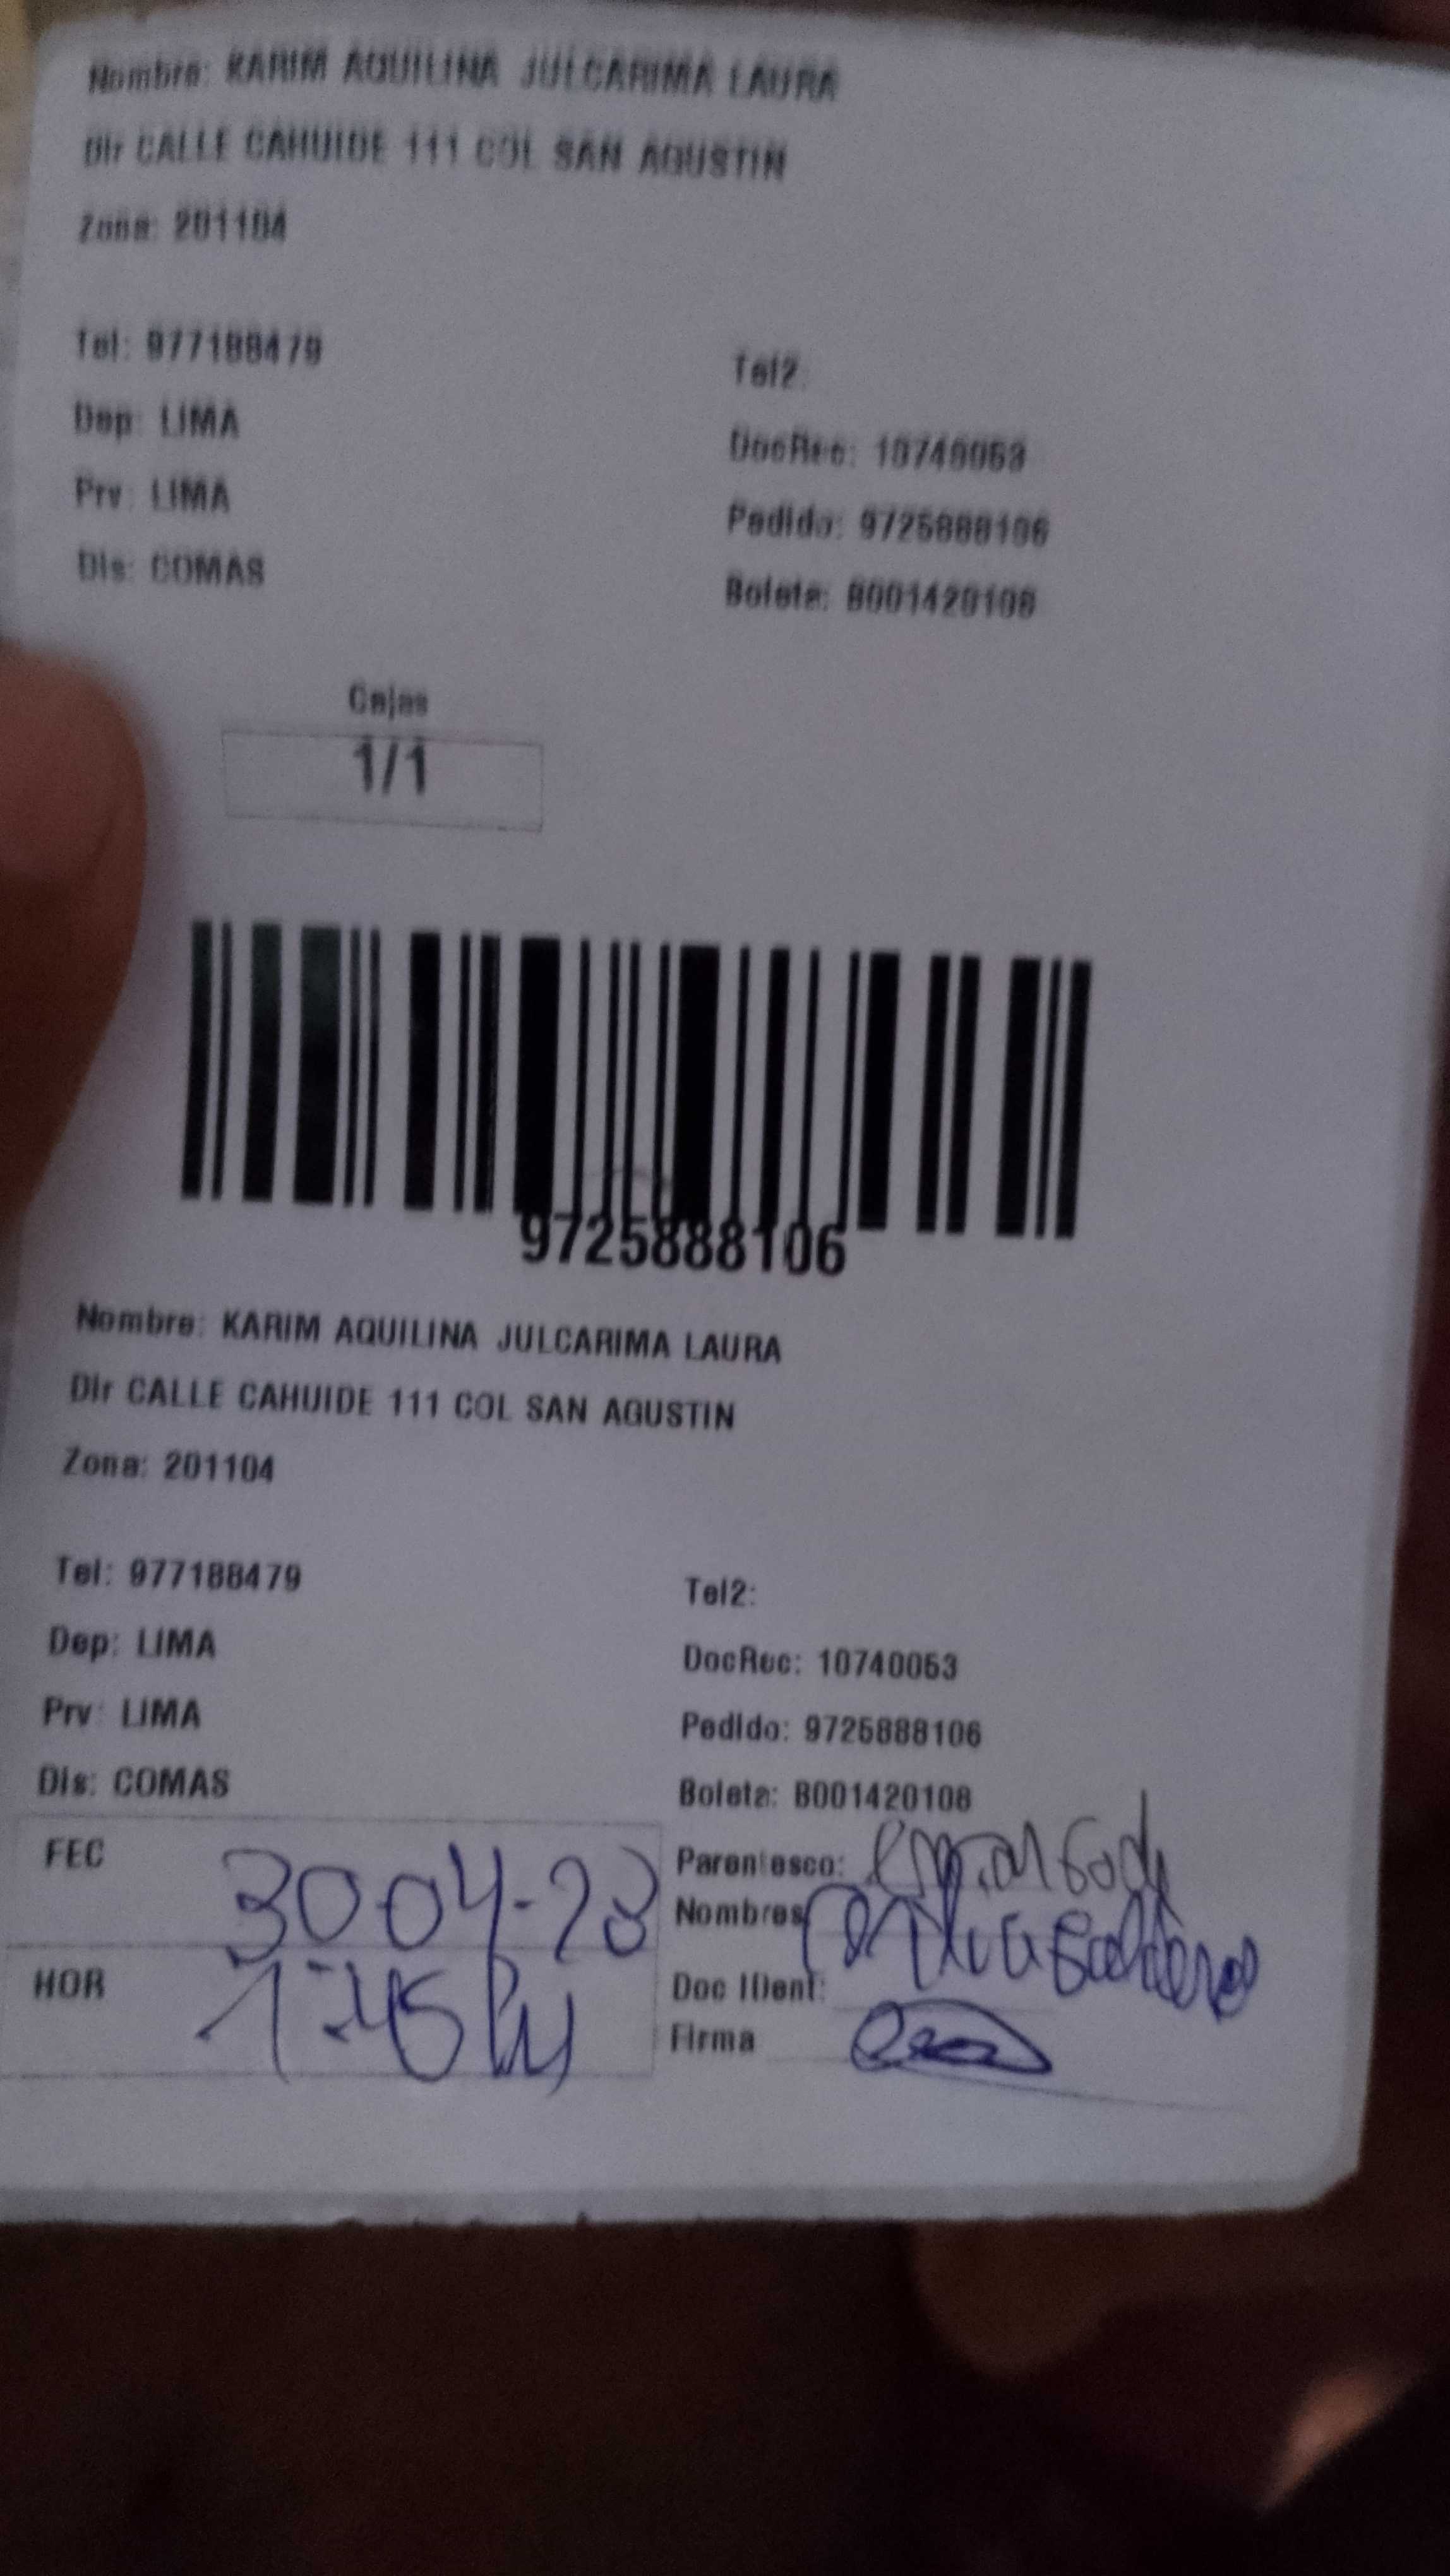 Nombre: KARIM AQUILINA JULCARIMA LAURA
Dir CALLE CAHUIDE 111 COL SAN AGUSTIN
Zona: 201104
Tel: 977188479
Tel2:
Dep: LIMA
DocRec: 10740053
Prv: LIMA
Pedido: 9725888106
Dis: COMAS
Boleta: B001420108
Cajas
1/1
9725888106
Nombre: KARIM AQUILINA JULCARIMA LAURA
Dir CALLE CAHUIDE 111 COL SAN AGUSTIN
Zona: 201104
Tel: 977188479
Tel2:
Dep: LIMA
DocRec: 10740053
Prv: LIMA
Pedido: 9725888106
Dis: COMAS
Boleta: B001420108
FEC 30 04-23
Parentesco:
Nombres
HOR 1:45
Doc IDent:
Firma